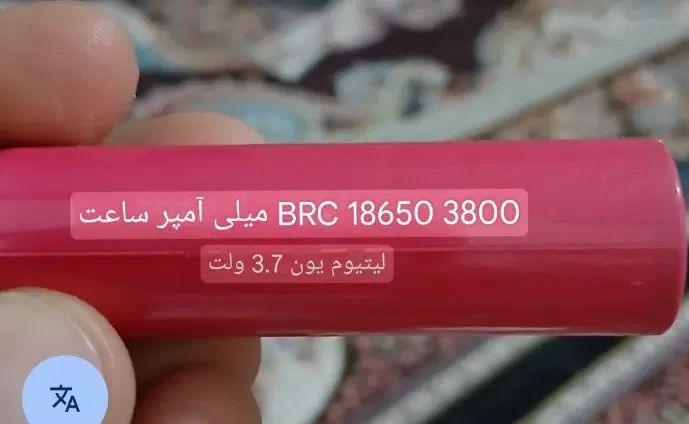 BRC 18650 3800 میلی آمپر ساعت
لیتیوم یون 3.7 ولت